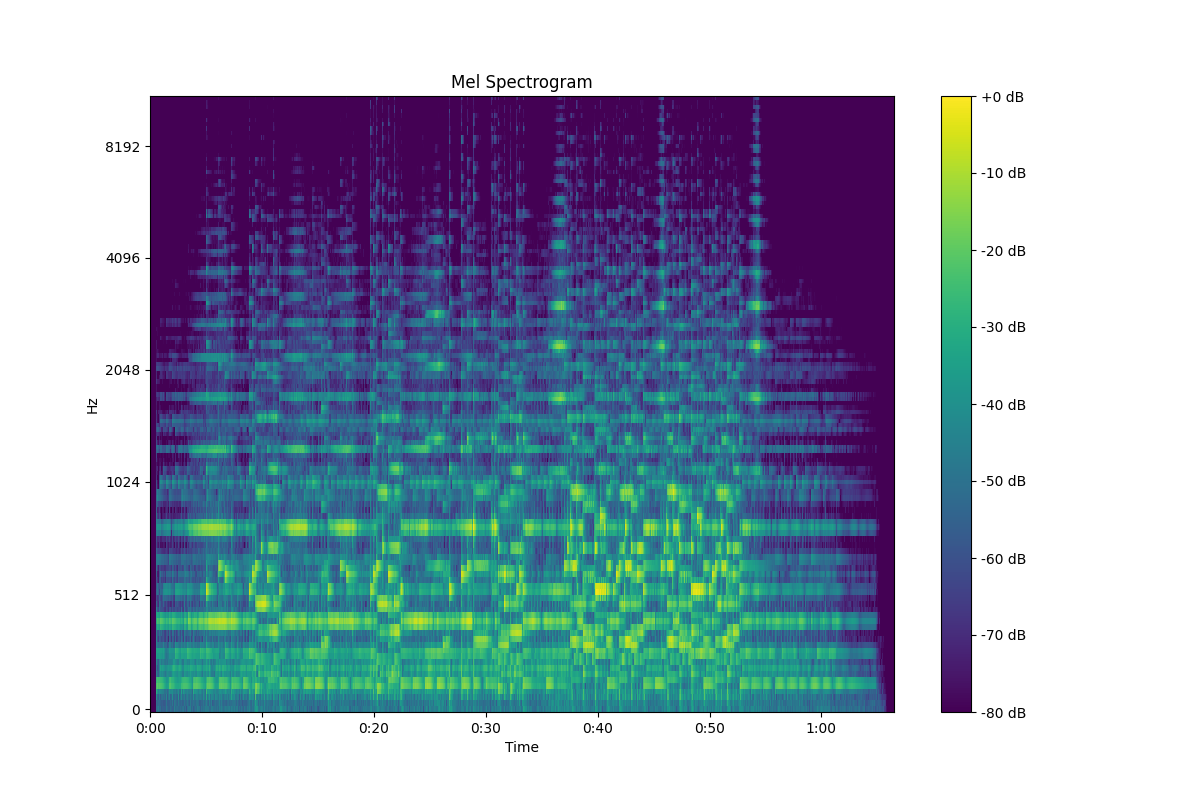 Mel Spectrogram
+0 dB
8192
-10 dB
-20 dB
4096
-30 dB
2048
-40 dB
Hz
1024
-50 dB
-60 dB
512
-70 dB
0
-80 dB
0:00 0:10 0:20 0:30 0:40 0:50 1:00
Time